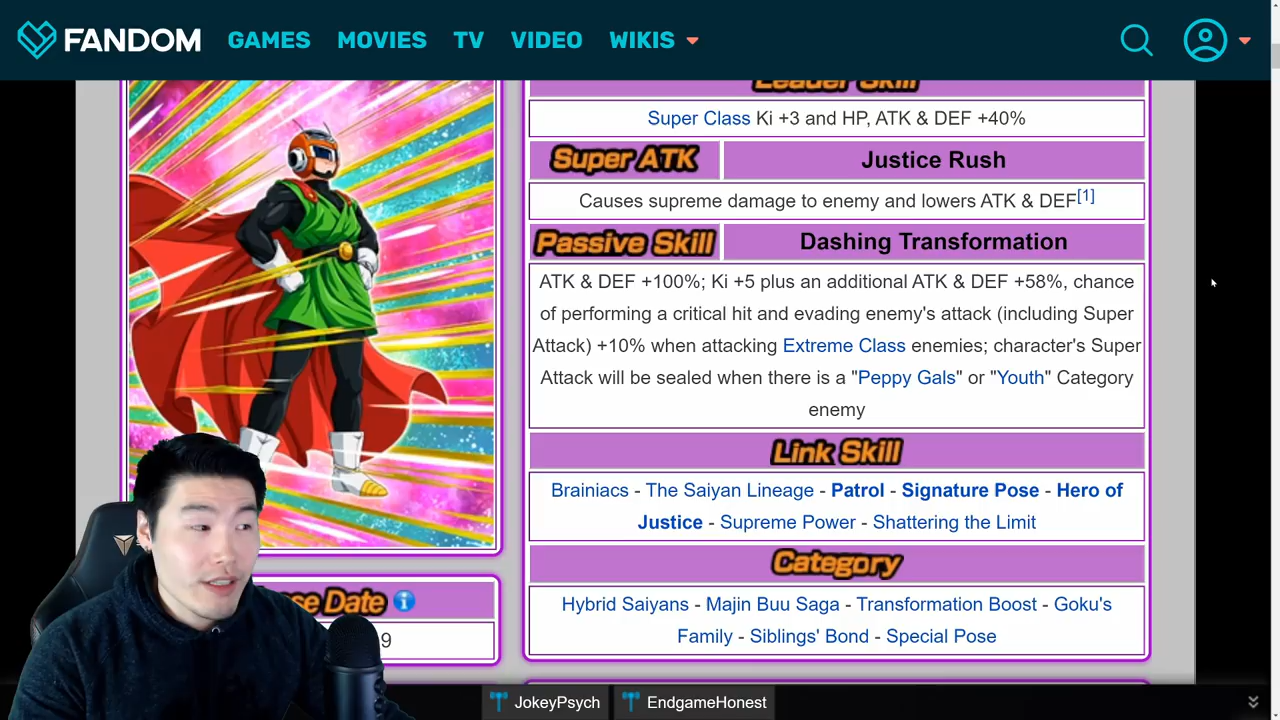 FANDOM GAMES MOVIES TV VIDEO WIKIS
Leader Skill
Super Class Ki +3 and HP, ATK & DEF +40%
Super ATK Justice Rush
Causes supreme damage to enemy and lowers ATK & DEF[1]
Passive Skill Dashing Transformation
ATK & DEF +100%; Ki +5 plus an additional ATK & DEF +58%, chance
of performing a critical hit and evading enemy's attack (including Super
Attack) +10% when attacking Extreme Class enemies; character's Super
Attack will be sealed when there is a "Peppy Gals" or "Youth" Category
enemy
Link Skill
Brainiacs - The Saiyan Lineage - Patrol - Signature Pose - Hero of
Justice - Supreme Power - Shattering the Limit
Category
Hybrid Saiyans - Majin Buu Saga - Transformation Boost - Goku's
Family - Siblings' Bond - Special Pose
Date
9
JokeyPsych EndgameHonest